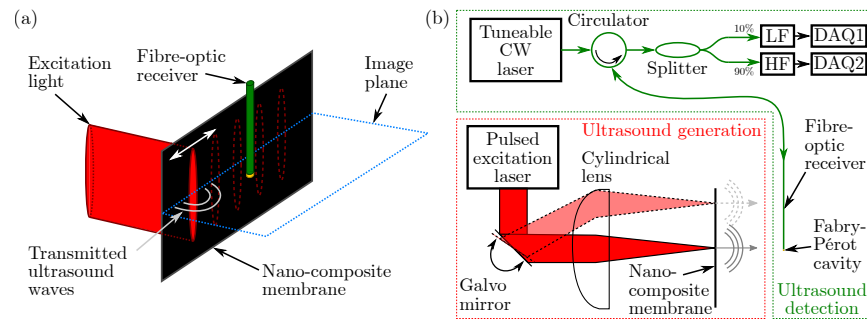 (a)
Fibre-optic
receiver
Excitation
light
Image
plane
Transmitted
ultrasound
waves
Nano-composite
membrane
(b)
Tuneable
CW
laser
Circulator
Splitter
10%
90%
LF
DAQ1
HF
DAQ2
Ultrasound generation
Pulsed
excitation
laser
Cylindrical
lens
Galvo
mirror
Nano-
composite
membrane
Fibre-
optic
receiver
Fabry-
Pérot
cavity
Ultrasound
detection